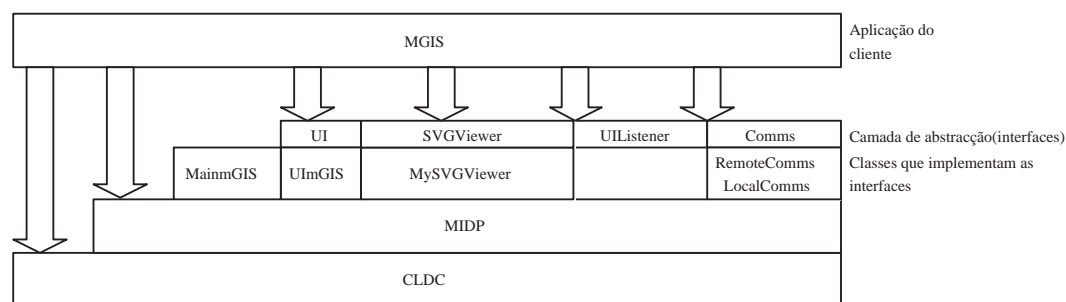 MGIS
Aplicação do
cliente
UI
SVGViewer
UIListener
Comms
Camada de abstracção(interfaces)
MainmGIS
UImGIS
MySVGViewer
RemoteComms
LocalComms
Classes que implementam as
interfaces
MIDP
CLDC